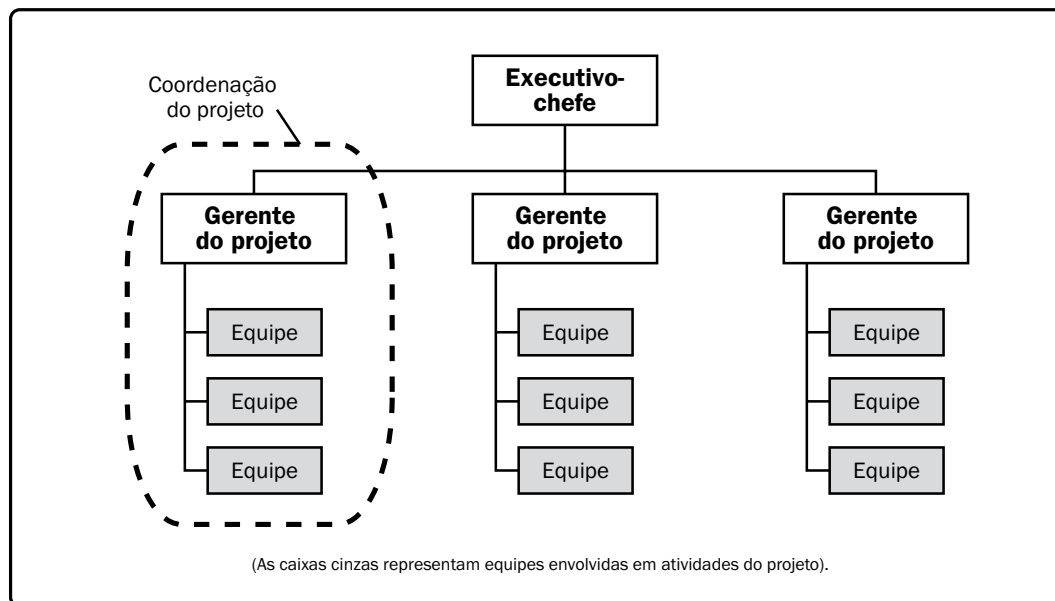 Coordenação
do projeto
Executivo-
chefe
Gerente
do projeto
Gerente
do projeto
Gerente
do projeto
Equipe
Equipe
Equipe
Equipe
Equipe
Equipe
Equipe
Equipe
Equipe
(As caixas cinzas representam equipes envolvidas em atividades do projeto).